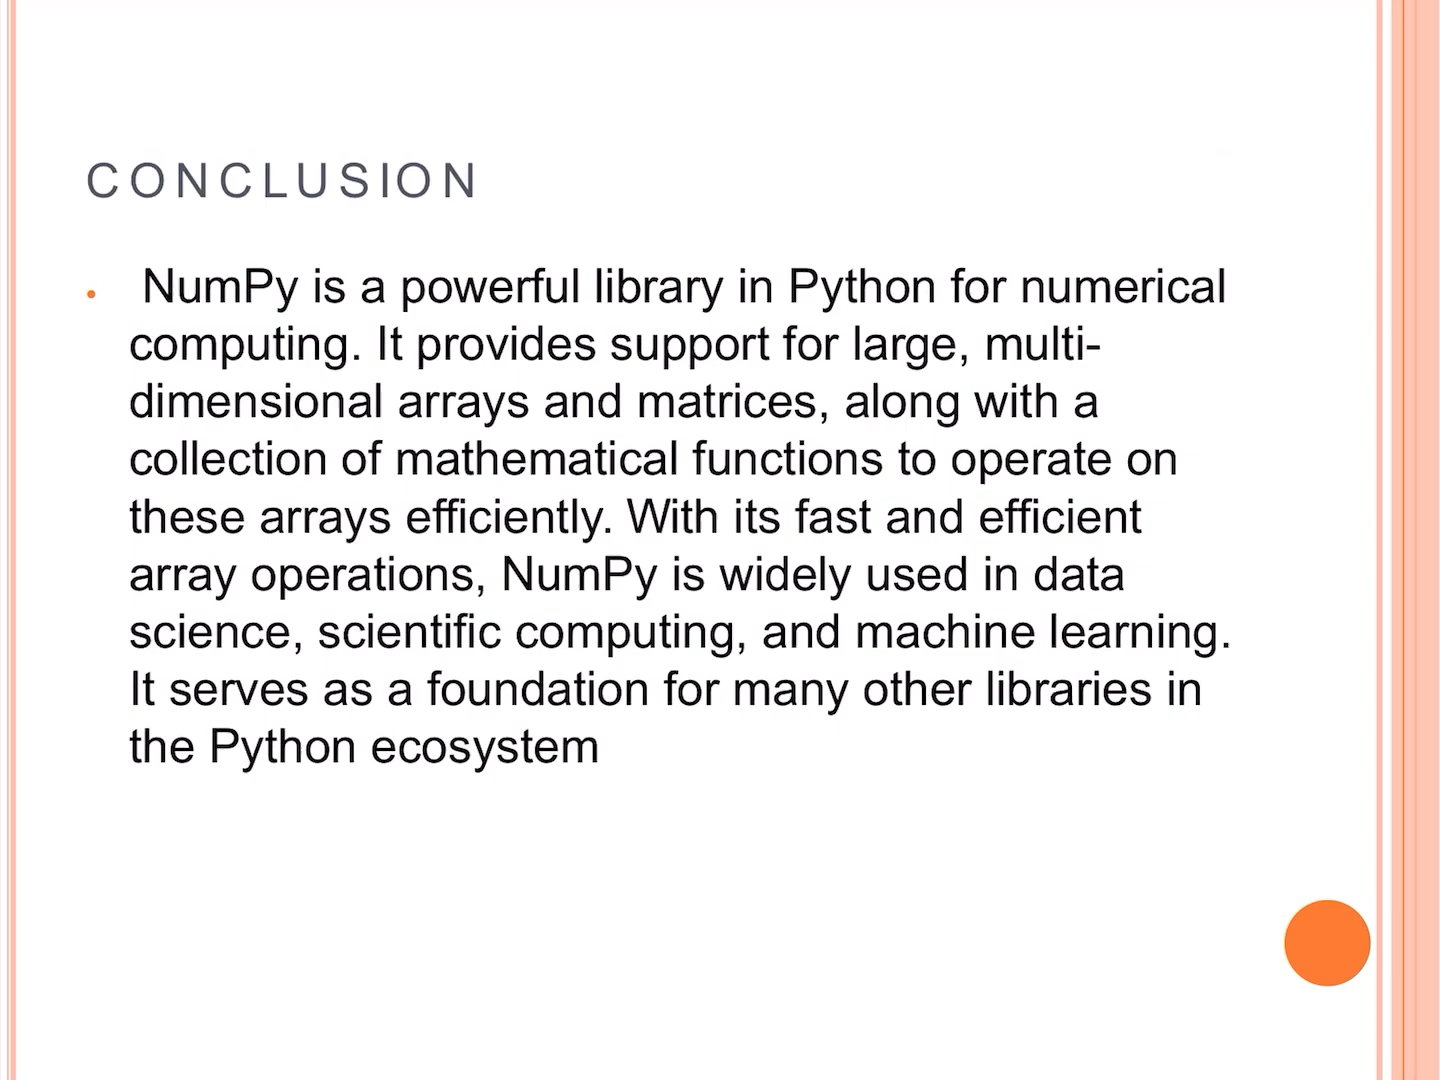 CONCLUSION
• NumPy is a powerful library in Python for numerical
computing. It provides support for large, multi-
dimensional arrays and matrices, along with a
collection of mathematical functions to operate on
these arrays efficiently. With its fast and efficient
array operations, NumPy is widely used in data
science, scientific computing, and machine learning.
It serves as a foundation for many other libraries in
the Python ecosystem